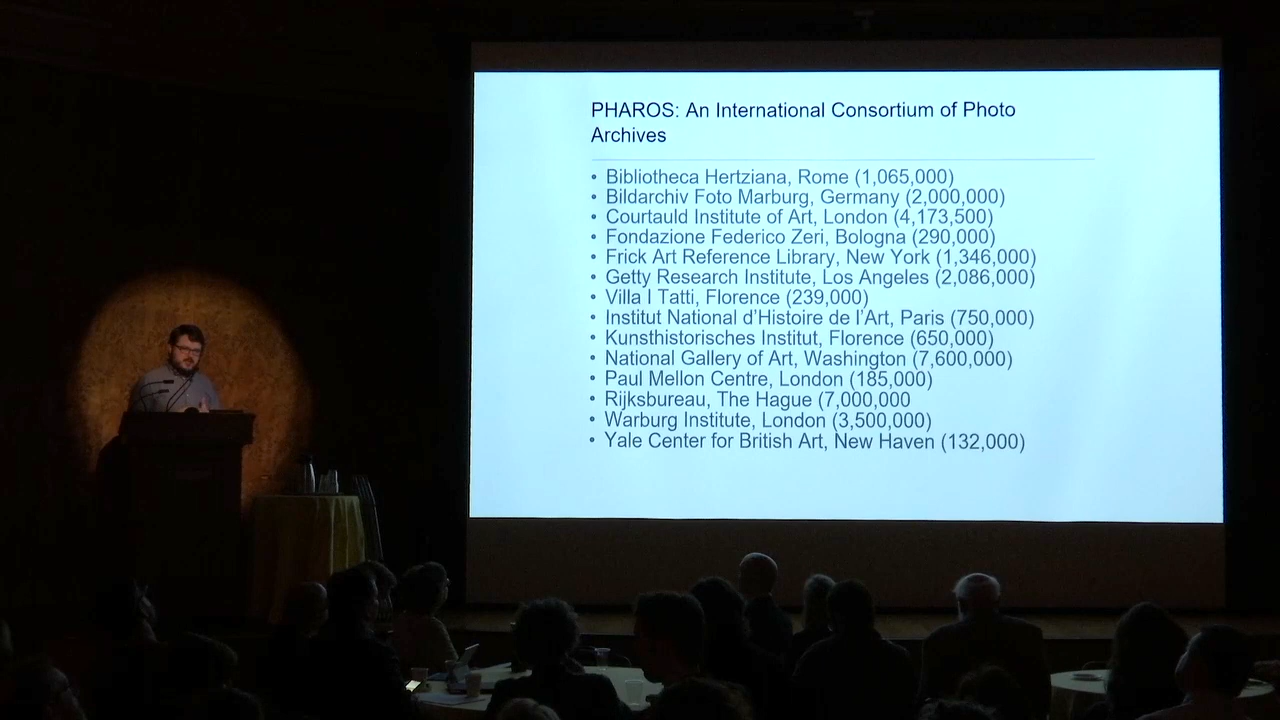 PHAROS: An International Consortium of Photo
Archives
• Bibliotheca Hertziana, Rome (1,065,000)
• Bildarchiv Foto Marburg, Germany (2,000,000)
• Courtauld Institute of Art, London (4,173,500)
• Fondazione Federico Zeri, Bologna (290,000)
• Frick Art Reference Library, New York (1,346,000)
• Getty Research Institute, Los Angeles (2,086,000)
• Villa I Tatti, Florence (239,000)
• Institut National d’Histoire de l’Art, Paris (750,000)
• Kunsthistorisches Institut, Florence (650,000)
• National Gallery of Art, Washington (7,600,000)
• Paul Mellon Centre, London (185,000)
• Rijksbureau, The Hague (7,000,000
• Warburg Institute, London (3,500,000)
• Yale Center for British Art, New Haven (132,000)